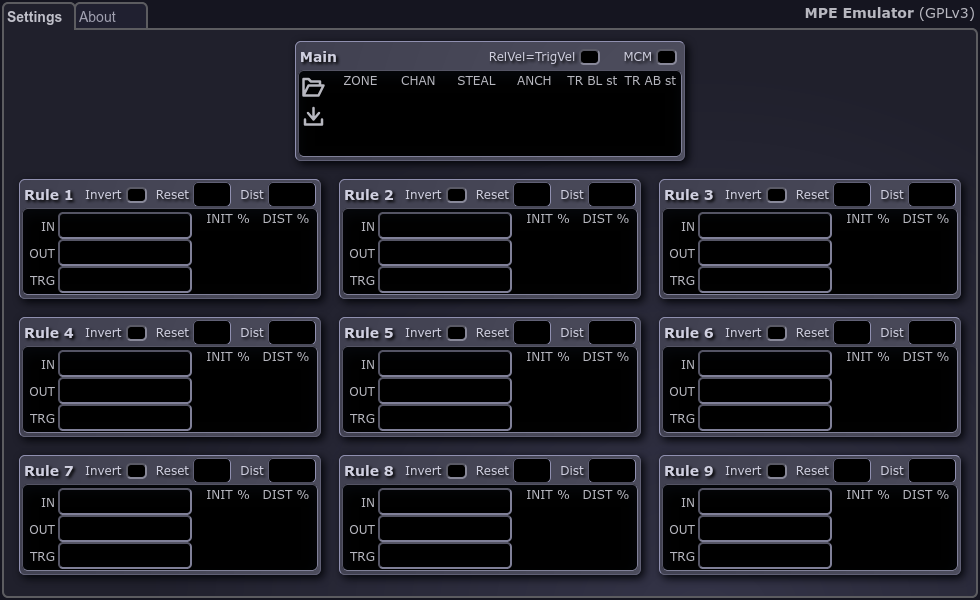 Settings About MPE Emulator (GPLv3)
Main RelVel=TrigVel MCM
ZONE CHAN STEAL ANCH TR BL st TR AB st
Rule 1 Invert Reset Dist
INIT % DIST %
IN
OUT
TRG
Rule 2 Invert Reset Dist
INIT % DIST %
IN
OUT
TRG
Rule 3 Invert Reset Dist
INIT % DIST %
IN
OUT
TRG
Rule 4 Invert Reset Dist
INIT % DIST %
IN
OUT
TRG
Rule 5 Invert Reset Dist
INIT % DIST %
IN
OUT
TRG
Rule 6 Invert Reset Dist
INIT % DIST %
IN
OUT
TRG
Rule 7 Invert Reset Dist
INIT % DIST %
IN
OUT
TRG
Rule 8 Invert Reset Dist
INIT % DIST %
IN
OUT
TRG
Rule 9 Invert Reset Dist
INIT % DIST %
IN
OUT
TRG